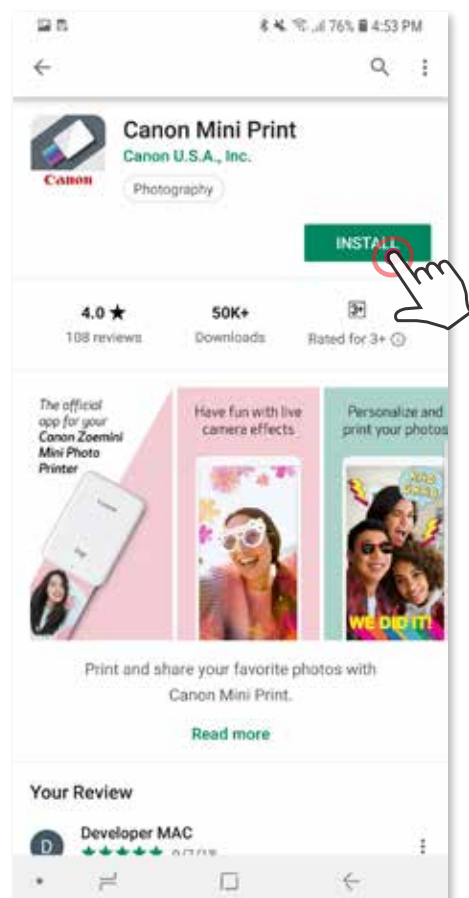 76% 4:53 PM
Canon Mini Print
Canon U.S.A., Inc.
Canon
Photography
INSTALL
4.0 ★ 50K+ 3+
108 reviews Downloads Rated for 3+
The official
app for your
Canon Zoemini
Mini Photo
Printer
Have fun with live
camera effects
Personalize and
print your photos
WE DID IT!
Print and share your favorite photos with
Canon Mini Print.
Read more
Your Review
D
Developer MAC
★★★★★